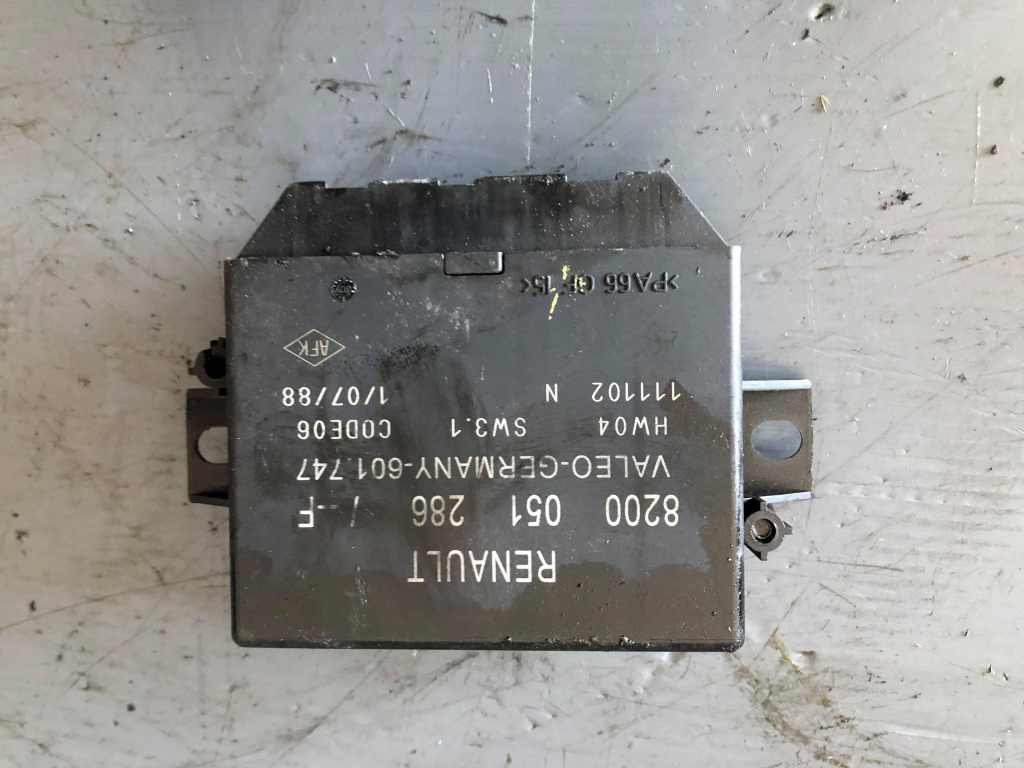 RENAULT
8200 051 286 /--F
VALEO-GERMANY-601.747
HW04 SW3.1 CODE06
111102 N 1/07/88
AFK
>PA66 GF15<